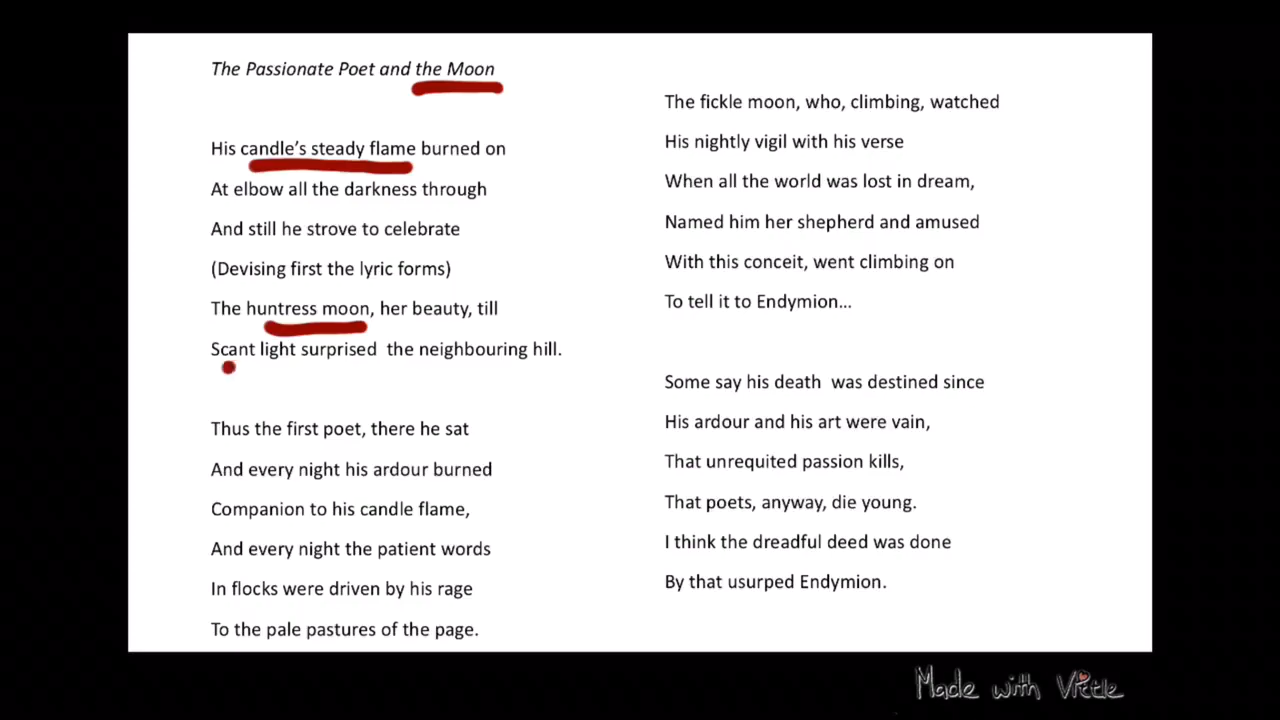 The Passionate Poet and the Moon
His candle's steady flame burned on
At elbow all the darkness through
And still he strove to celebrate
(Devising first the lyric forms)
The huntress moon, her beauty, till
Scant light surprised  the neighbouring hill.
Thus the first poet, there he sat
And every night his ardour burned
Companion to his candle flame,
And every night the patient words
In flocks were driven by his rage
To the pale pastures of the page.
The fickle moon, who, climbing, watched
His nightly vigil with his verse
When all the world was lost in dream,
Named him her shepherd and amused
With this conceit, went climbing on
To tell it to Endymion...
Some say his death  was destined since
His ardour and his art were vain,
That unrequited passion kills,
That poets, anyway, die young.
I think the dreadful deed was done
By that usurped Endymion.
Made with Vittle